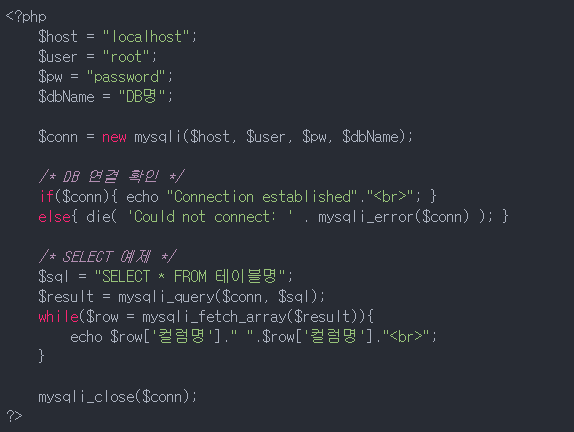 <?php
    $host = "localhost";
    $user = "root";
    $pw = "password";
    $dbName = "DB명";

    $conn = new mysqli($host, $user, $pw, $dbName);

    /* DB 연결 확인 */
    if($conn){ echo "Connection established"."<br>"; }
    else{ die( 'Could not connect: ' . mysqli_error($conn) ); }

    /* SELECT 예제 */
    $sql = "SELECT * FROM 테이블명";
    $result = mysqli_query($conn, $sql);
    while($row = mysqli_fetch_array($result)){
        echo $row['컬럼명']." ".$row['컬럼명']."<br>";
    }

    mysqli_close($conn);
?>